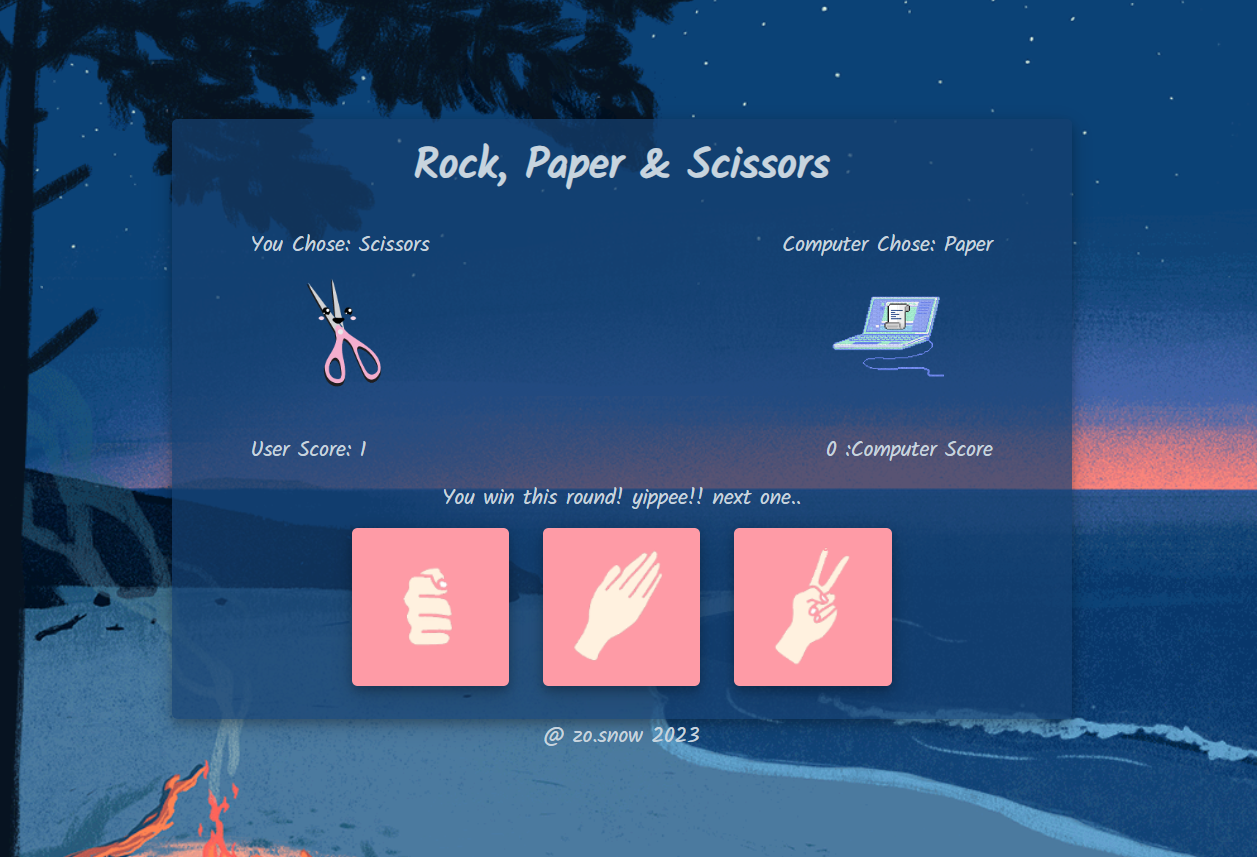 Rock, Paper & Scissors
You Chose: Scissors
Computer Chose: Paper
User Score: 1
0 :Computer Score
You win this round! yippee!! next one..
@ zo.snow 2023